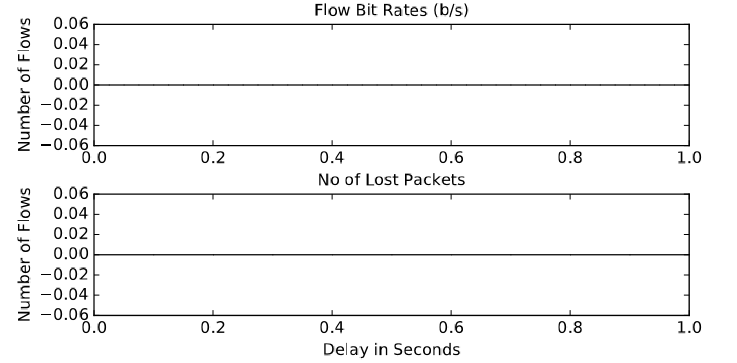 Flow Bit Rates (b/s)
Number of Flows
0.06
0.04
0.02
0.00
−0.02
−0.04
−0.06
0.0 0.2 0.4 0.6 0.8 1.0
No of Lost Packets
Number of Flows
0.06
0.04
0.02
0.00
−0.02
−0.04
−0.06
0.0 0.2 0.4 0.6 0.8 1.0
Delay in Seconds